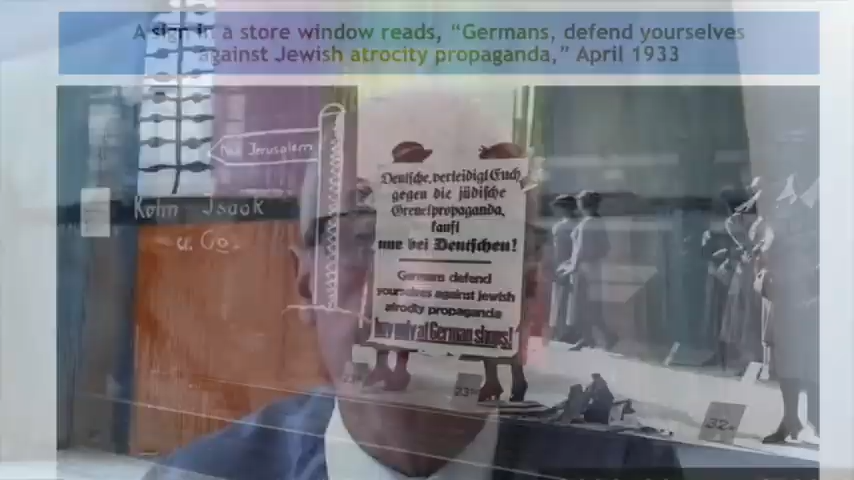 A sign in a store window reads, “Germans, defend yourselves
against Jewish atrocity propaganda,” April 1933
Jerusalem
Kohn Isaak
u. Co.
Deutsche, verteidigt Euch
gegen die jüdische
Greuelpropaganda,
kauft
nur bei Deutschen!
Germans defend
yourselves against jewish
atrocity propaganda
buy only at German shops!